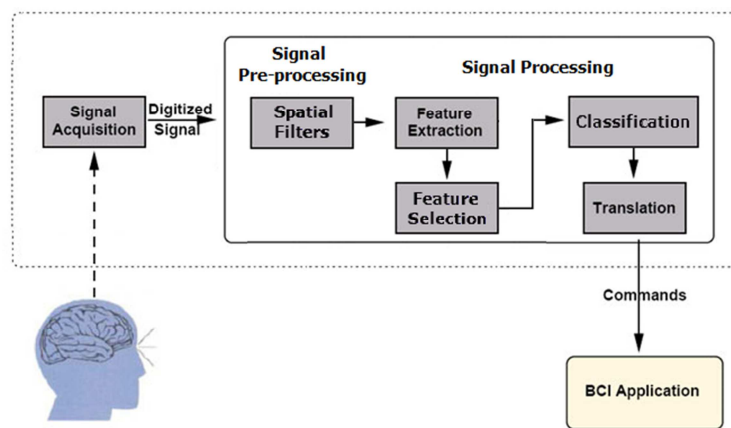 Signal
Pre-processing
Signal Processing
Signal
Acquisition
Digitized
Signal
Spatial
Filters
Feature
Extraction
Feature
Selection
Classification
Translation
Commands
BCI Application